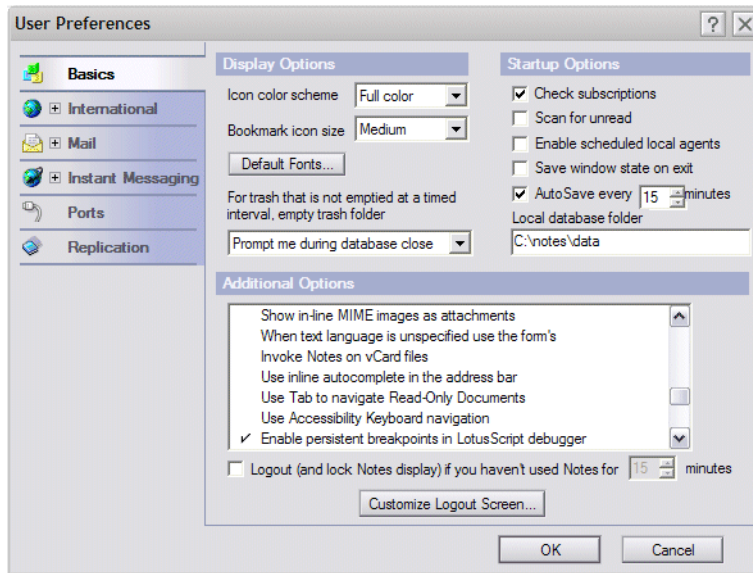 User Preferences
Basics
International
Mail
Instant Messaging
Ports
Replication
Display Options
Icon color scheme Full color
Bookmark icon size Medium
Default Fonts...
For trash that is not emptied at a timed
interval, empty trash folder
Prompt me during database close
Startup Options
Check subscriptions
Scan for unread
Enable scheduled local agents
Save window state on exit
AutoSave every 15 minutes
Local database folder
C:\notes\data
Additional Options
Show in-line MIME images as attachments
When text language is unspecified use the form's
Invoke Notes on vCard files
Use inline autocomplete in the address bar
Use Tab to navigate Read-Only Documents
Use Accessibility Keyboard navigation
Enable persistent breakpoints in LotusScript debugger
Logout (and lock Notes display) if you haven't used Notes for 15 minutes
Customize Logout Screen...
OK Cancel